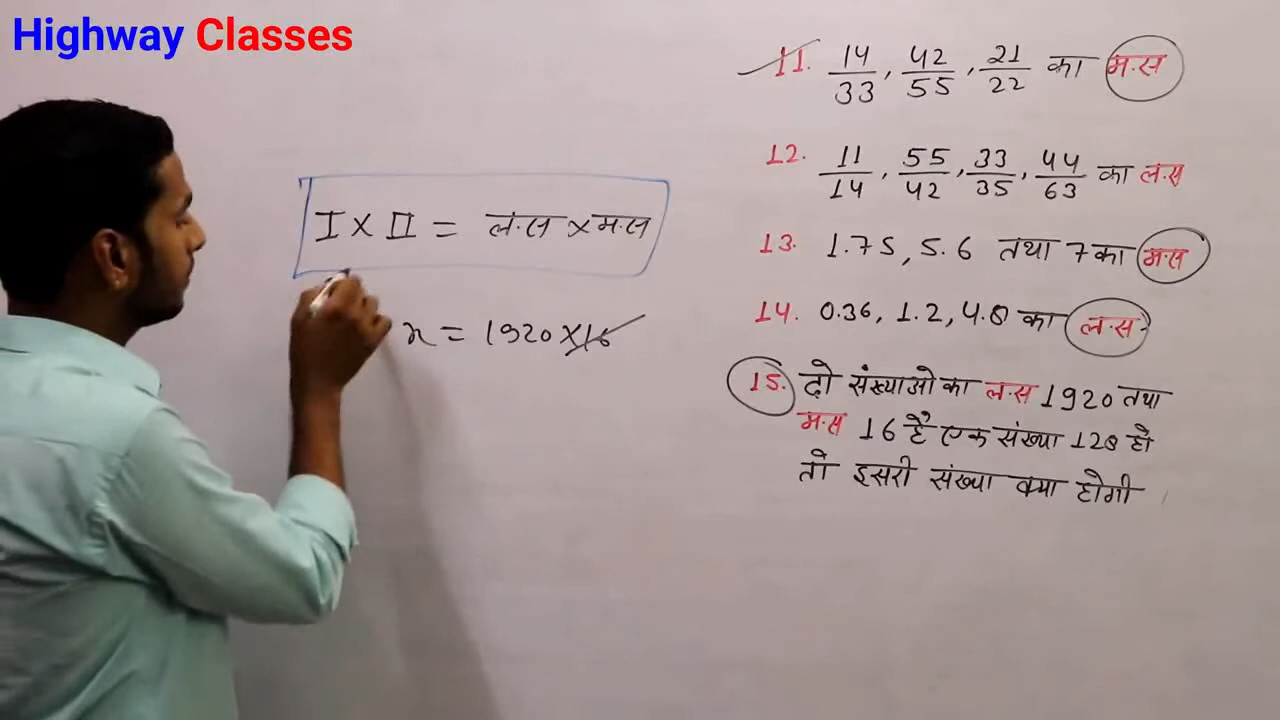 Highway Classes
11. 14/33, 42/55, 21/22 का म.स
12. 11/14, 55/42, 33/35, 44/63 का ल.स
13. 1.75, 5.6 तथा 7 का म.स
14. 0.36, 1.2, 4.8 का ल.स.
15. दो संख्याओ का ल.स 1920 तथा
म.स 16 है एक संख्या 128 हो
तो दूसरी संख्या क्या होगी
I × II = ल.स × म.स
x = 1920 × 16